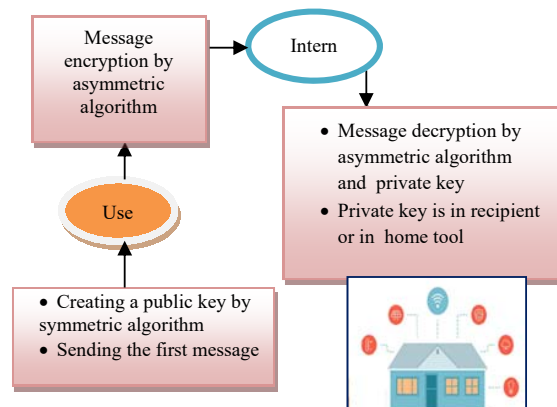 Message
encryption by
asymmetric
algorithm
Intern
• Message decryption by
asymmetric algorithm
and private key
• Private key is in recipient
or in home tool
Use
• Creating a public key by
symmetric algorithm
• Sending the first message